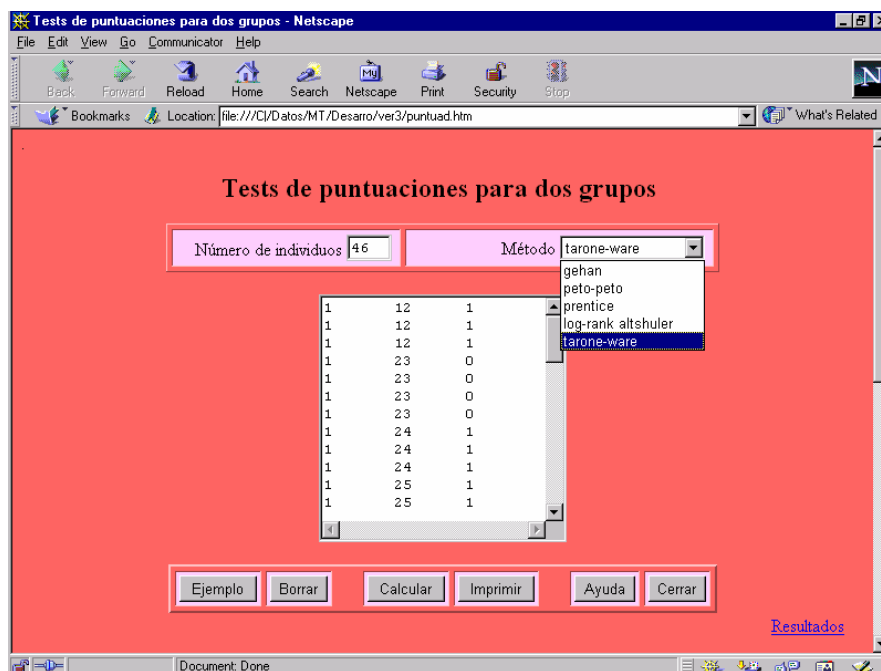 Tests de puntuaciones para dos grupos - Netscape
File Edit View Go Communicator Help
Back Forward Reload Home Search Netscape Print Security Stop
My
N
Bookmarks Location: file:///C|/Datos/MT/Desarro/ver3/puntuad.htm What's Related
Tests de puntuaciones para dos grupos
Número de individuos 46 Método tarone-ware
gehan
peto-peto
prentice
log-rank altshuler
tarone-ware
1 12 1
1 12 1
1 12 1
1 23 0
1 23 0
1 23 0
1 23 0
1 24 1
1 24 1
1 24 1
1 25 1
1 25 1
Ejemplo Borrar Calcular Imprimir Ayuda Cerrar
Resultados
Document: Done